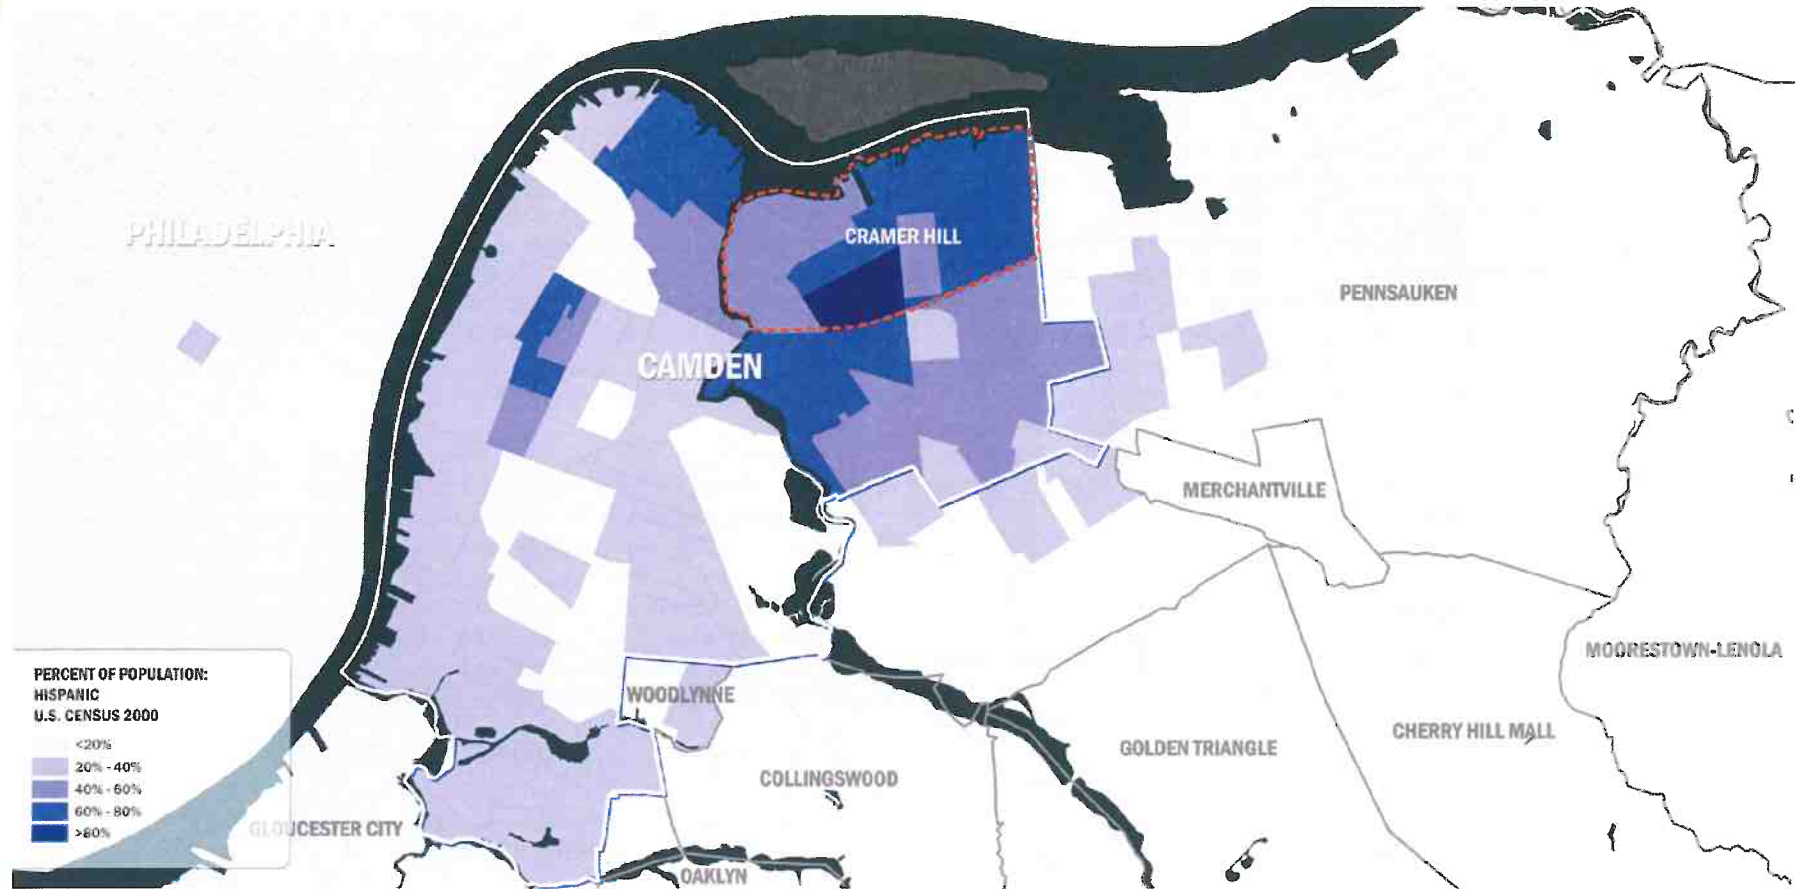 PHILADELPHIA
CRAMER HILL
PENNSAUKEN
CAMDEN
MERCHANTVILLE
MOORESTOWN-LENOLA
WOODLYNNE
CHERRY HILL MALL
GOLDEN TRIANGLE
COLLINGSWOOD
GLOUCESTER CITY
OAKLYN
PERCENT OF POPULATION:
HISPANIC
U.S. CENSUS 2000
<20%
20% - 40%
40% - 60%
60% - 80%
>80%